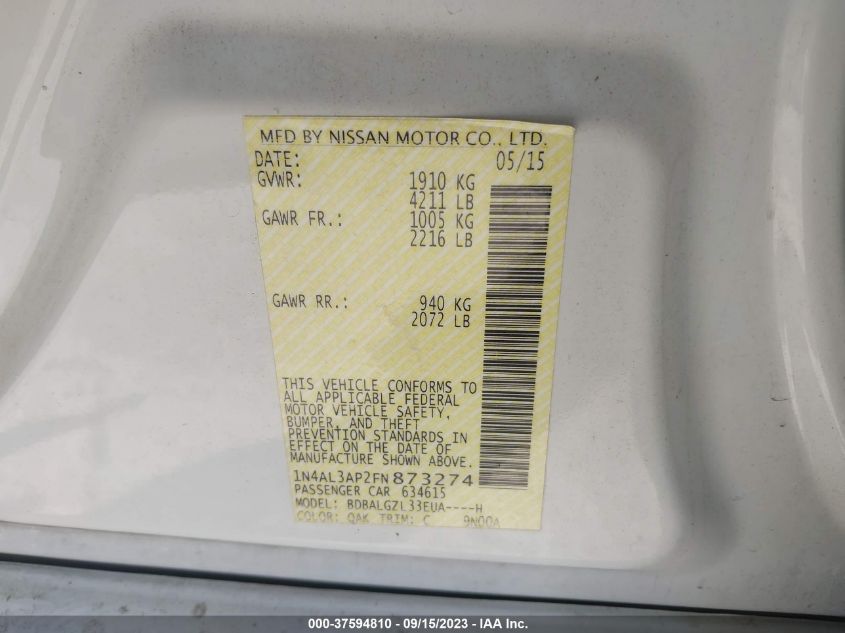 MFD BY NISSAN MOTOR CO., LTD.
DATE: 05/15
GVWR: 1910 KG
4211 LB
GAWR FR.: 1005 KG
2216 LB
GAWR RR.: 940 KG
2072 LB
THIS VEHICLE CONFORMS TO
ALL APPLICABLE FEDERAL
MOTOR VEHICLE SAFETY,
BUMPER, AND THEFT
PREVENTION STANDARDS IN
EFFECT ON THE DATE OF
MANUFACTURE SHOWN ABOVE.
1N4AL3AP2FN873274
PASSENGER CAR 634615
MODEL: BDBALGZL33EUA----H
COLOR: QAK TRIM: C 9N00A
000-37594810 - 09/15/2023 - IAA Inc.